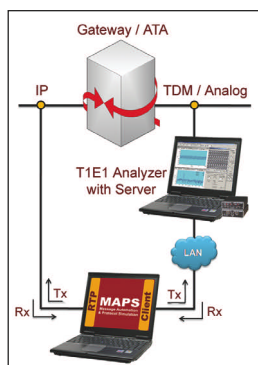 Gateway / ATA
IP
TDM / Analog
T1E1 Analyzer
with Server
LAN
Tx
Tx
Rx
Rx
RTP
MAPS
Message Automation
& Protocol Simulation
Client